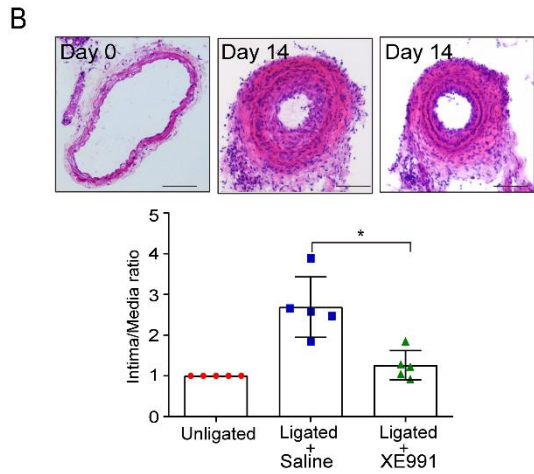 B
Day 0
Day 14
Day 14
*
Intima/Media ratio
5
4
3
2
1
0
Unligated
Ligated
+
Saline
Ligated
+
XE991